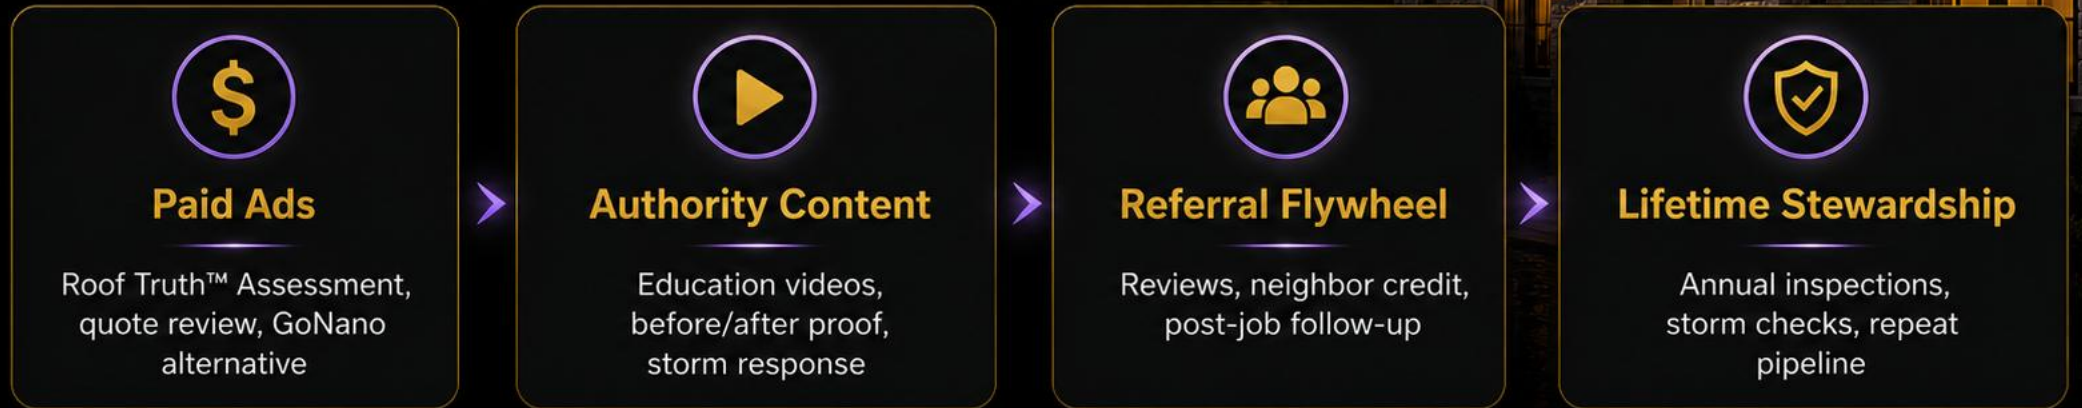 Paid Ads
Roof Truth™ Assessment,
quote review, GoNano
alternative
Authority Content
Education videos,
before/after proof,
storm response
Referral Flywheel
Reviews, neighbor credit,
post-job follow-up
Lifetime Stewardship
Annual inspections,
storm checks, repeat
pipeline